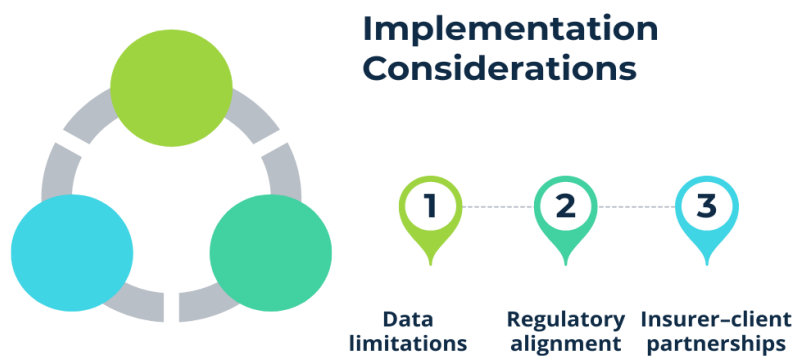 Implementation
Considerations
1
2
3
Data
limitations
Regulatory
alignment
Insurer–client
partnerships